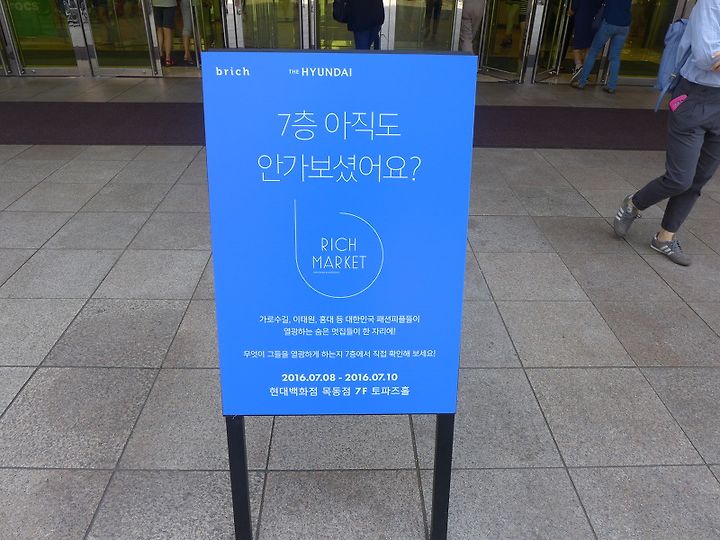 brich
THE HYUNDAI
7층 아직도
안가보셨어요?
RICH
MARKET
가로수길, 이태원, 홍대 등 대한민국 패션피플들이
열광하는 숨은 멋집들이 한 자리에!
무엇이 그들을 열광하게 하는지 7층에서 직접 확인해 보세요!
2016.07.08 - 2016.07.10
현대백화점 목동점 7F 토파즈홀